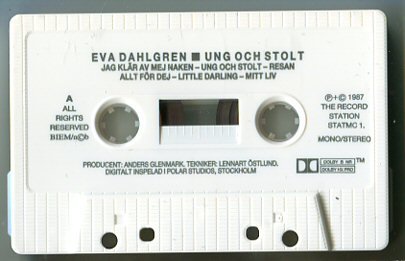 EVA DAHLGREN ■ UNG OCH STOLT
JAG KLÄR AV MEJ NAKEN – UNG OCH STOLT – RESAN
ALLT FÖR DEJ – LITTLE DARLING – MITT LIV
A
ALL
RIGHTS
RESERVED
BIEM/n©b
℗+© 1987
THE RECORD
STATION
STATMC 1.
MONO/STEREO
PRODUCENT: ANDERS GLENMARK, TEKNIKER: LENNART ÖSTLUND.
DIGITALT INSPELAD I POLAR STUDIOS, STOCKHOLM
DOLBY B NR
DOLBY HX PRO
TM